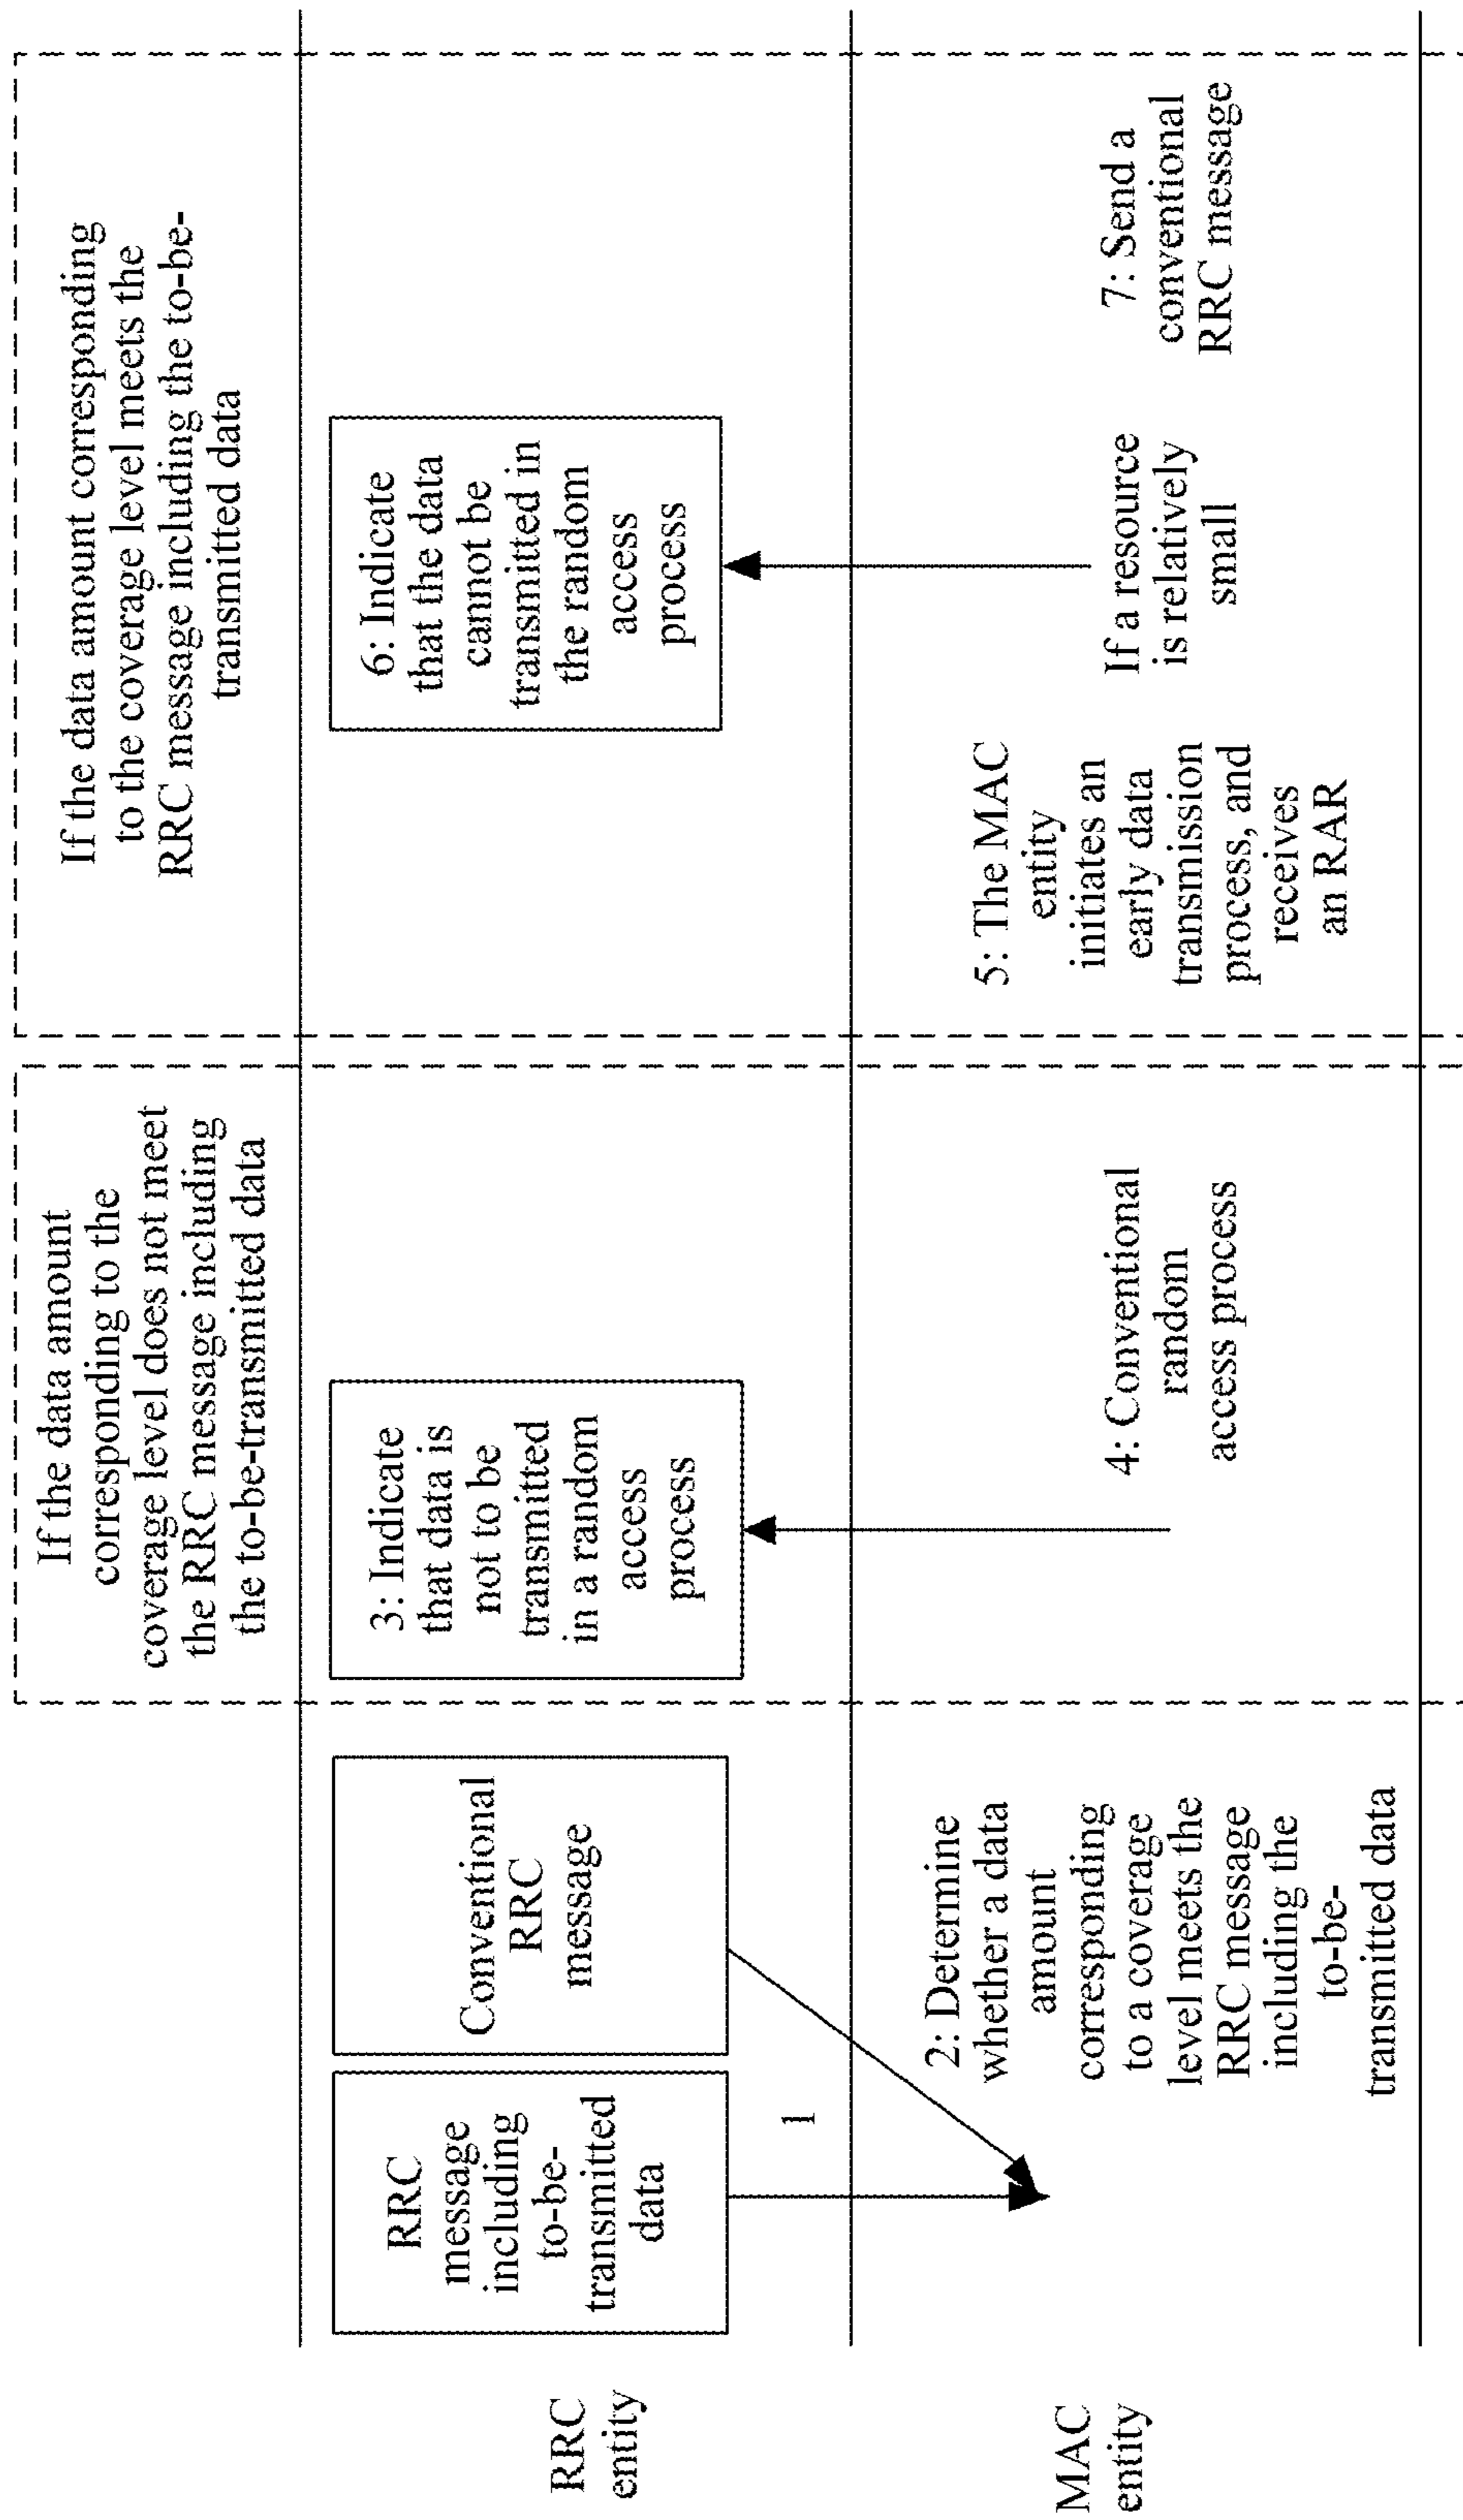 If the data amount
corresponding to the
coverage level does not meet
the RRC message including
the to-be-transmitted data
If the data amount corresponding
to the coverage level meets the
RRC message including the to-be-
transmitted data
RRC
entity
RRC
message
including
to-be-
transmitted
data
Conventional
RRC
message
1
3: Indicate
that data is
not to be
transmitted
in a random
access
process
6: Indicate
that the data
cannot be
transmitted in
the random
access
process
MAC
entity
2: Determine
whether a data
amount
corresponding
to a coverage
level meets the
RRC message
including the
to-be-
transmitted data
4: Conventional
random
access process
5: The MAC
entity
initiates an
early data
transmission
process, and
receives
an RAR
If a resource
is relatively
small
7: Send a
conventional
RRC message